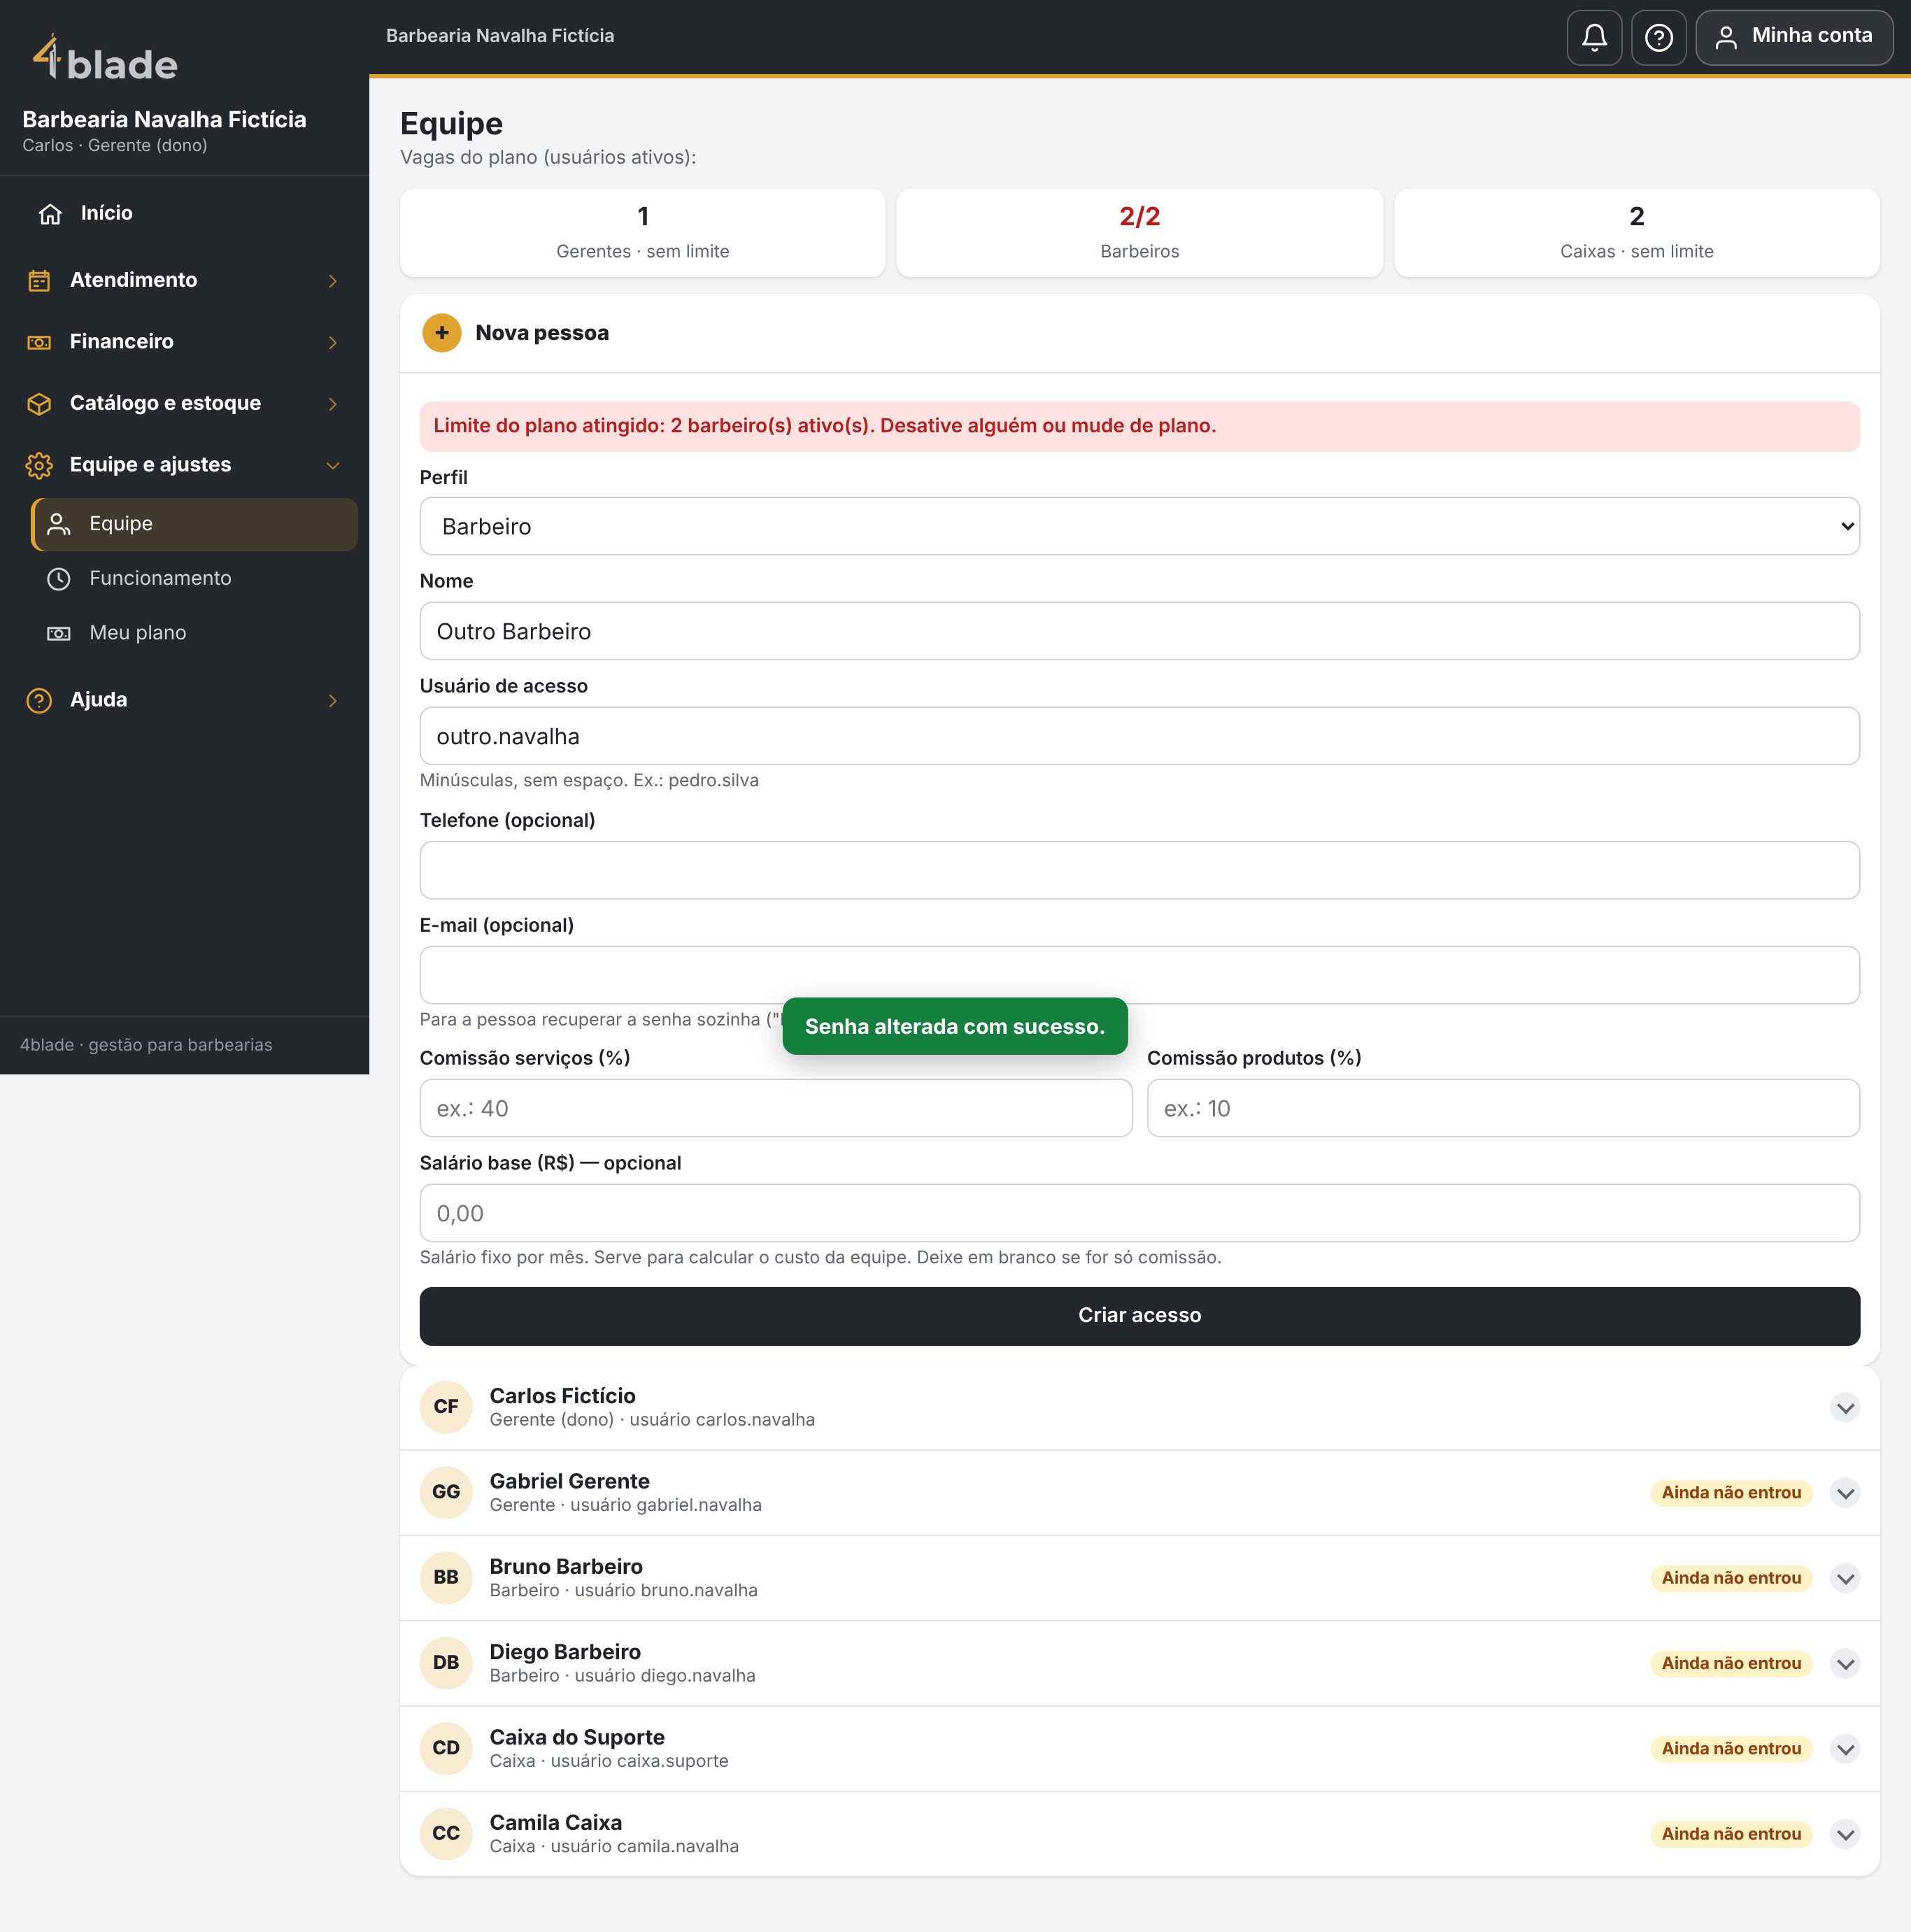 4blade
Barbearia Navalha Fictícia
Minha conta
Barbearia Navalha Fictícia
Carlos · Gerente (dono)
Início
Atendimento
Financeiro
Catálogo e estoque
Equipe e ajustes
Equipe
Funcionamento
Meu plano
Ajuda
4blade · gestão para barbearias
Equipe
Vagas do plano (usuários ativos):
1
Gerentes · sem limite
2/2
Barbeiros
2
Caixas · sem limite
+ Nova pessoa
Limite do plano atingido: 2 barbeiro(s) ativo(s). Desative alguém ou mude de plano.
Perfil
Barbeiro
Nome
Outro Barbeiro
Usuário de acesso
outro.navalha
Minúsculas, sem espaço. Ex.: pedro.silva
Telefone (opcional)
E-mail (opcional)
Para a pessoa recuperar a senha sozinha ("
Senha alterada com sucesso.
Comissão serviços (%)
Comissão produtos (%)
ex.: 40
ex.: 10
Salário base (R$) — opcional
0,00
Salário fixo por mês. Serve para calcular o custo da equipe. Deixe em branco se for só comissão.
Criar acesso
CF
Carlos Fictício
Gerente (dono) · usuário carlos.navalha
GG
Gabriel Gerente
Gerente · usuário gabriel.navalha
Ainda não entrou
BB
Bruno Barbeiro
Barbeiro · usuário bruno.navalha
Ainda não entrou
DB
Diego Barbeiro
Barbeiro · usuário diego.navalha
Ainda não entrou
CD
Caixa do Suporte
Caixa · usuário caixa.suporte
Ainda não entrou
CC
Camila Caixa
Caixa · usuário camila.navalha
Ainda não entrou